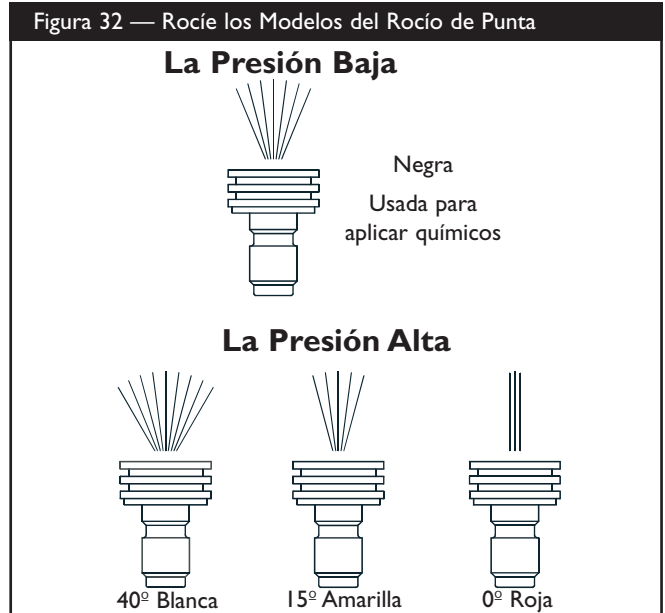 Figura 32 — Rocíe los Modelos del Rocío de Punta
La Presión Baja
Negra
Usada para
aplicar químicos
La Presión Alta
40º Blanca
15º Amarilla
0º Roja